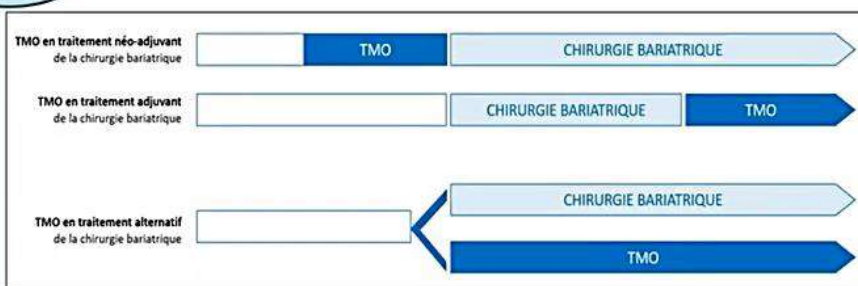 TMO en traitement néo-adjuvant
de la chirurgie bariatrique
TMO
CHIRURGIE BARIATRIQUE
TMO en traitement adjuvant
de la chirurgie bariatrique
CHIRURGIE BARIATRIQUE
TMO
CHIRURGIE BARIATRIQUE
TMO en traitement alternatif
de la chirurgie bariatrique
TMO